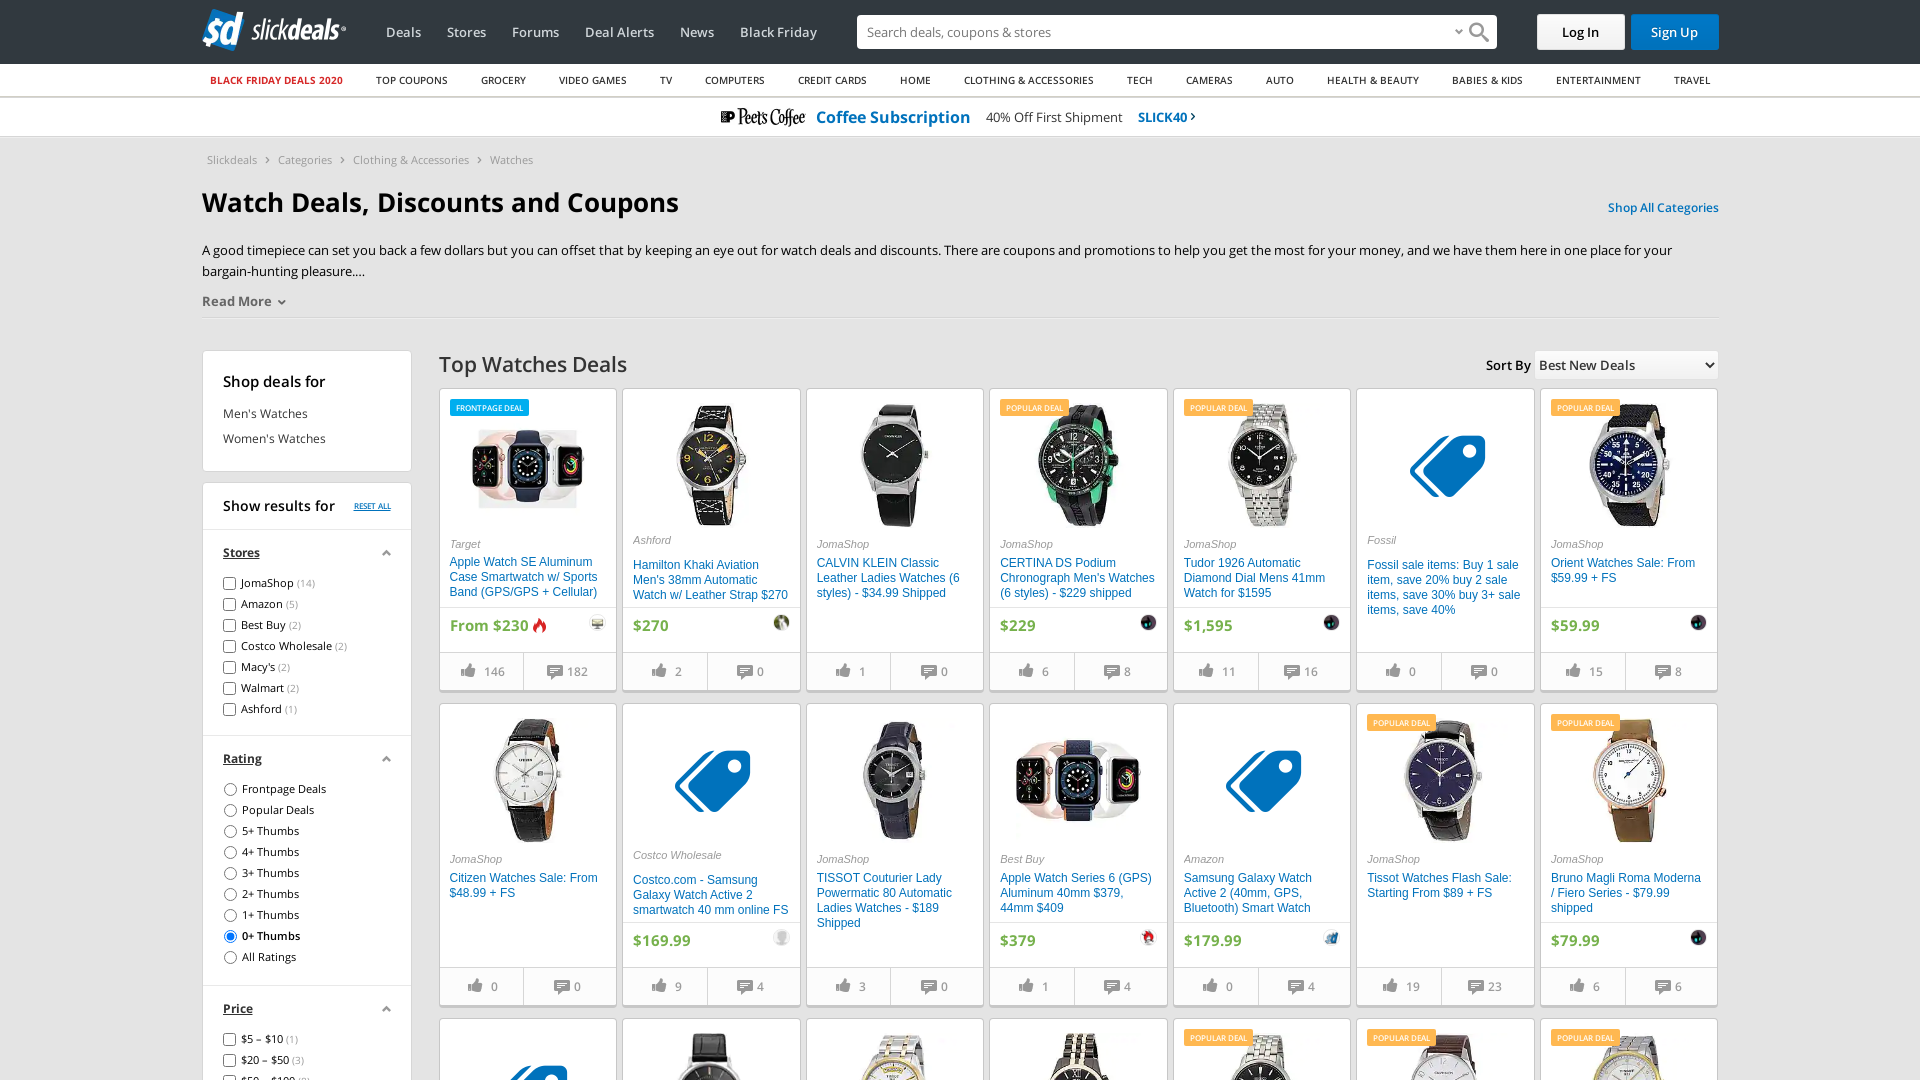 sd slickdeals
Deals
Stores
Forums
Deal Alerts
News
Black Friday
Search deals, coupons & stores
Log In
Sign Up
BLACK FRIDAY DEALS 2020
TOP COUPONS
GROCERY
VIDEO GAMES
TV
COMPUTERS
CREDIT CARDS
HOME
CLOTHING & ACCESSORIES
TECH
CAMERAS
AUTO
HEALTH & BEAUTY
BABIES & KIDS
ENTERTAINMENT
TRAVEL
Peet's Coffee Coffee Subscription 40% Off First Shipment SLICK40
Slickdeals > Categories > Clothing & Accessories > Watches
Watch Deals, Discounts and Coupons
Shop All Categories
A good timepiece can set you back a few dollars but you can offset that by keeping an eye out for watch deals and discounts. There are coupons and promotions to help you get the most for your money, and we have them here in one place for your
bargain-hunting pleasure....
Read More
Shop deals for
Men's Watches
Women's Watches
Show results for
RESET ALL
Stores
JomaShop (14)
Amazon (5)
Best Buy (2)
Costco Wholesale (2)
Macy's (2)
Walmart (2)
Ashford (1)
Rating
Frontpage Deals
Popular Deals
5+ Thumbs
4+ Thumbs
3+ Thumbs
2+ Thumbs
1+ Thumbs
0+ Thumbs
All Ratings
Price
$5 – $10 (1)
$20 – $50 (3)
Top Watches Deals
Sort By
Best New Deals
FRONTPAGE DEAL
Target
Apple Watch SE Aluminum
Case Smartwatch w/ Sports
Band (GPS/GPS + Cellular)
From $230
146
182
Ashford
Hamilton Khaki Aviation
Men's 38mm Automatic
Watch w/ Leather Strap $270
$270
2
0
JomaShop
CALVIN KLEIN Classic
Leather Ladies Watches (6
styles) - $34.99 Shipped
1
0
POPULAR DEAL
JomaShop
CERTINA DS Podium
Chronograph Men's Watches
(6 styles) - $229 shipped
$229
6
8
POPULAR DEAL
JomaShop
Tudor 1926 Automatic
Diamond Dial Mens 41mm
Watch for $1595
$1,595
11
16
Fossil
Fossil sale items: Buy 1 sale
item, save 20% buy 2 sale
items, save 30% buy 3+ sale
items, save 40%
0
0
POPULAR DEAL
JomaShop
Orient Watches Sale: From
$59.99 + FS
$59.99
15
8
JomaShop
Citizen Watches Sale: From
$48.99 + FS
0
0
Costco Wholesale
Costco.com - Samsung
Galaxy Watch Active 2
smartwatch 40 mm online FS
$169.99
9
4
JomaShop
TISSOT Couturier Lady
Powermatic 80 Automatic
Ladies Watches - $189
Shipped
3
0
Best Buy
Apple Watch Series 6 (GPS)
Aluminum 40mm $379,
44mm $409
$379
1
4
Amazon
Samsung Galaxy Watch
Active 2 (40mm, GPS,
Bluetooth) Smart Watch
$179.99
0
4
POPULAR DEAL
JomaShop
Tissot Watches Flash Sale:
Starting From $89 + FS
19
23
POPULAR DEAL
JomaShop
Bruno Magli Roma Moderna
/ Fiero Series - $79.99
shipped
$79.99
6
6
POPULAR DEAL
POPULAR DEAL
POPULAR DEAL